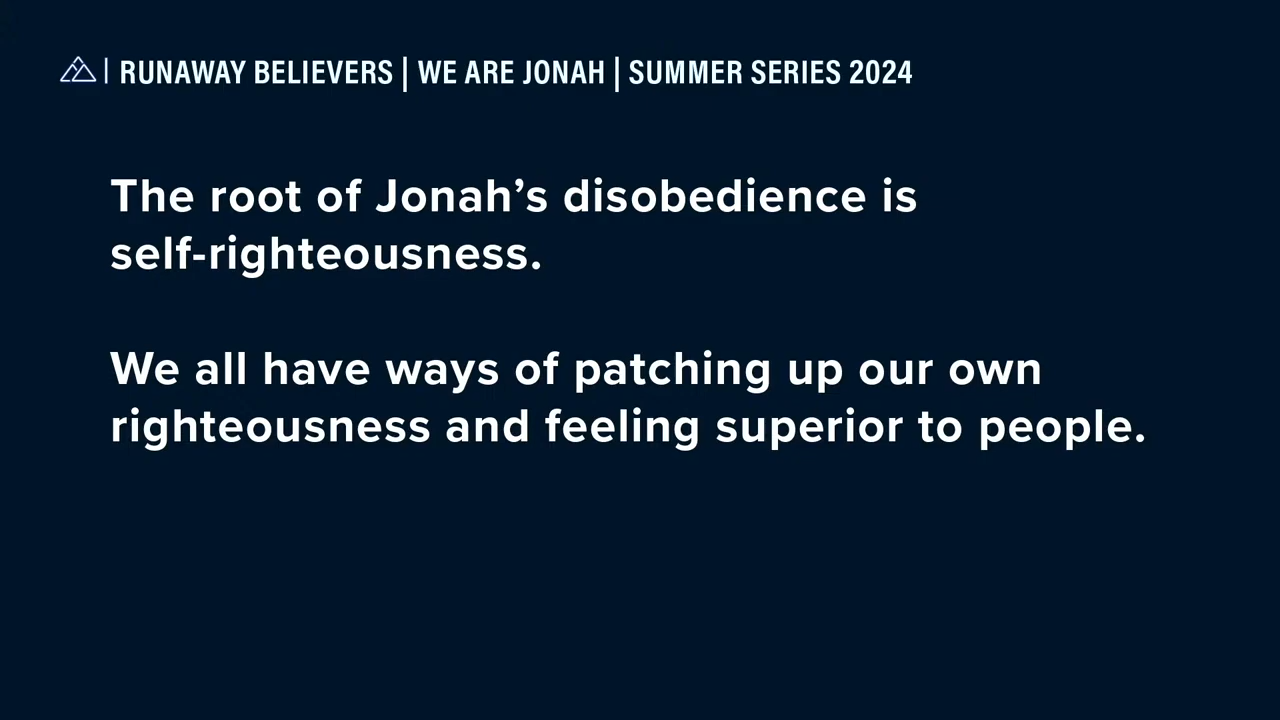 | RUNAWAY BELIEVERS | WE ARE JONAH | SUMMER SERIES 2024
The root of Jonah’s disobedience is
self-righteousness.
We all have ways of patching up our own
righteousness and feeling superior to people.